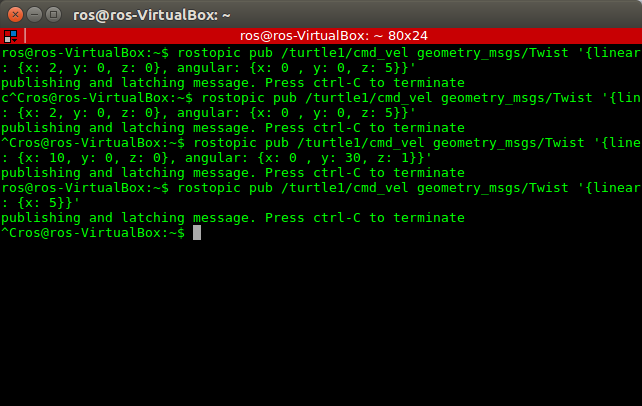 ros@ros-VirtualBox: ~
ros@ros-VirtualBox: ~ 80x24
ros@ros-VirtualBox:~$ rostopic pub /turtle1/cmd_vel geometry_msgs/Twist '{linear
: {x: 2, y: 0, z: 0}, angular: {x: 0 , y: 0, z: 5}}'
publishing and latching message. Press ctrl-C to terminate
c^Cros@ros-VirtualBox:~$ rostopic pub /turtle1/cmd_vel geometry_msgs/Twist '{lin
: {x: 2, y: 0, z: 0}, angular: {x: 0 , y: 0, z: 5}}'
publishing and latching message. Press ctrl-C to terminate
^Cros@ros-VirtualBox:~$ rostopic pub /turtle1/cmd_vel geometry_msgs/Twist '{line
: {x: 10, y: 0, z: 0}, angular: {x: 0 , y: 30, z: 1}}'
publishing and latching message. Press ctrl-C to terminate
ros@ros-VirtualBox:~$ rostopic pub /turtle1/cmd_vel geometry_msgs/Twist '{linear
: {x: 5}}'
publishing and latching message. Press ctrl-C to terminate
^Cros@ros-VirtualBox:~$